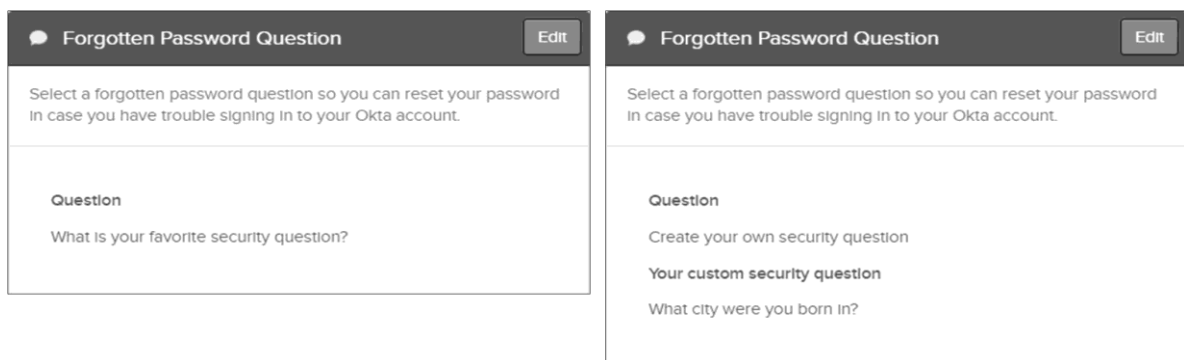 Forgotten Password Question
Edit
Select a forgotten password question so you can reset your password
in case you have trouble signing in to your Okta account.
Question
What is your favorite security question?
Forgotten Password Question
Edit
Select a forgotten password question so you can reset your password
in case you have trouble signing in to your Okta account.
Question
Create your own security question
Your custom security question
What city were you born in?